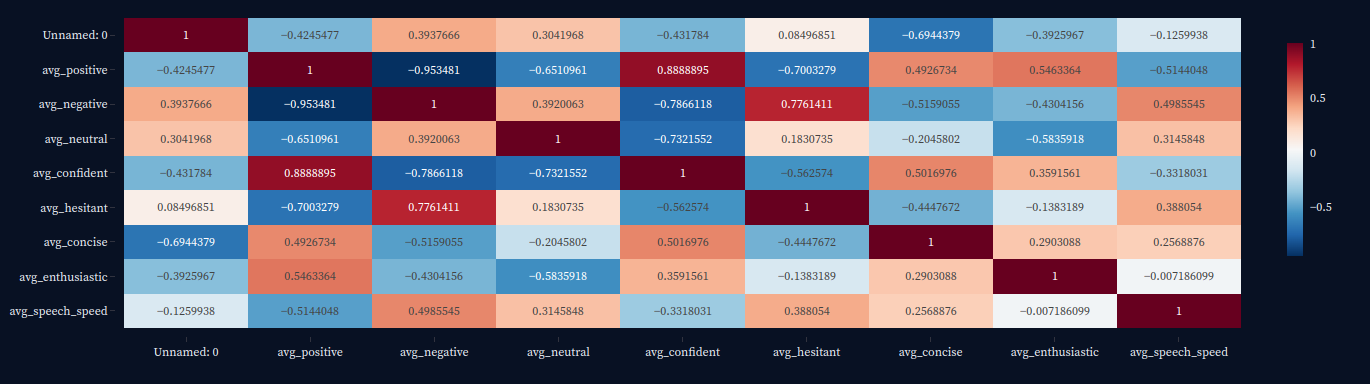 Unnamed: 0 1 −0.4245477 0.3937666 0.3041968 −0.431784 0.08496851 −0.6944379 −0.3925967 −0.1259938
avg_positive −0.4245477 1 −0.953481 −0.6510961 0.8888895 −0.7003279 0.4926734 0.5463364 −0.5144048
avg_negative 0.3937666 −0.953481 1 0.3920063 −0.7866118 0.7761411 −0.5159055 −0.4304156 0.4985545
avg_neutral 0.3041968 −0.6510961 0.3920063 1 −0.7321552 0.1830735 −0.2045802 −0.5835918 0.3145848
avg_confident −0.431784 0.8888895 −0.7866118 −0.7321552 1 −0.562574 0.5016976 0.3591561 −0.3318031
avg_hesitant 0.08496851 −0.7003279 0.7761411 0.1830735 −0.562574 1 −0.4447672 −0.1383189 0.388054
avg_concise −0.6944379 0.4926734 −0.5159055 −0.2045802 0.5016976 −0.4447672 1 0.2903088 0.2568876
avg_enthusiastic −0.3925967 0.5463364 −0.4304156 −0.5835918 0.3591561 −0.1383189 0.2903088 1 −0.007186099
avg_speech_speed −0.1259938 −0.5144048 0.4985545 0.3145848 −0.3318031 0.388054 0.2568876 −0.007186099 1
Unnamed: 0 avg_positive avg_negative avg_neutral avg_confident avg_hesitant avg_concise avg_enthusiastic avg_speech_speed
1
0.5
0
−0.5